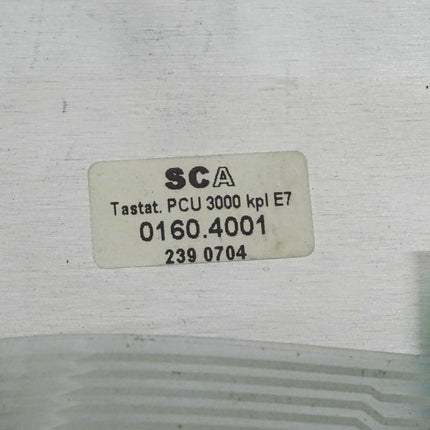 SCA
Tastat. PCU 3000 kpl E7
0160.4001
239 0704